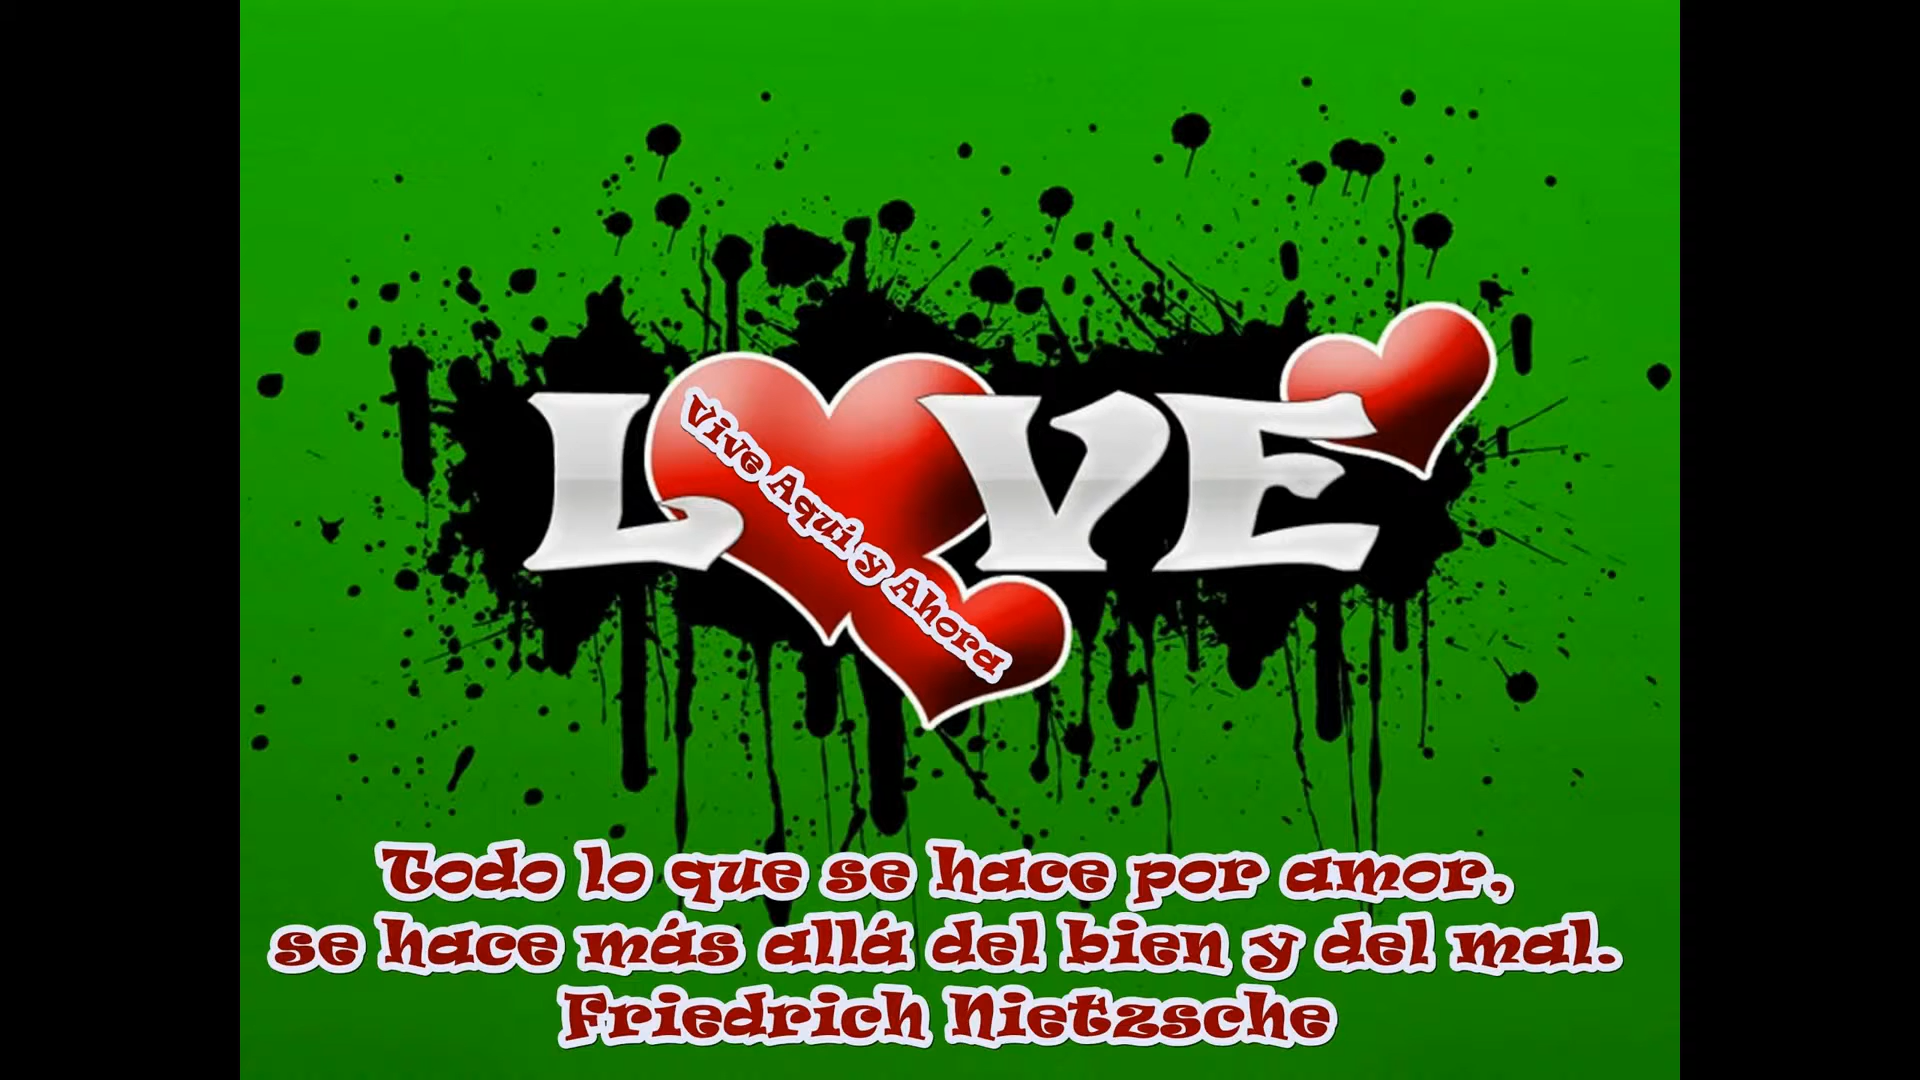 LOVE
Vive Aquí y Ahora
Todo lo que se hace por amor,
se hace más allá del bien y del mal.
Friedrich Nietzsche